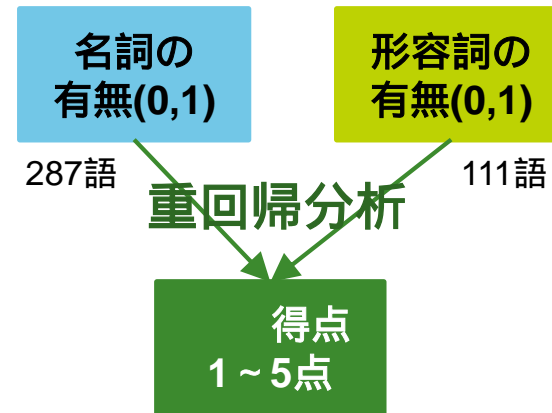 名詞の
有無(0,1)
形容詞の
有無(0,1)
287語
111語
重回帰分析
得点
1 ~ 5点